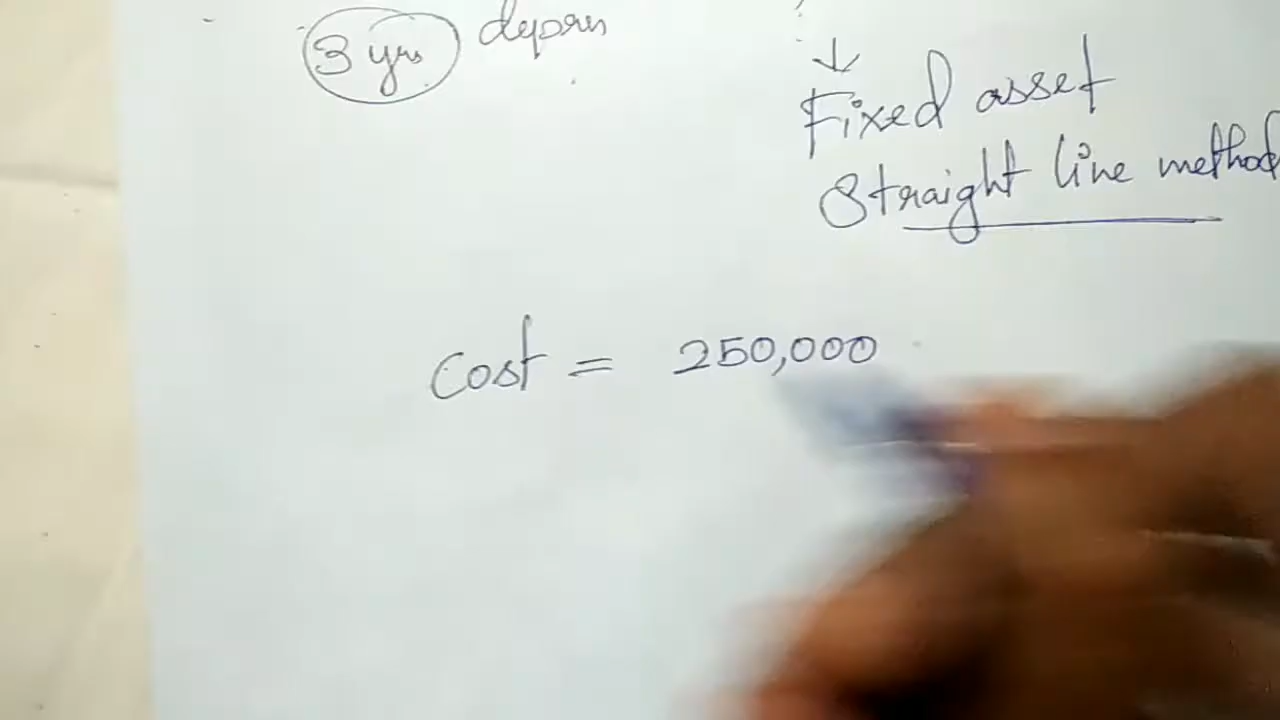 3 yrs deprn
↓
Fixed asset
Straight line method
Cost = 250,000